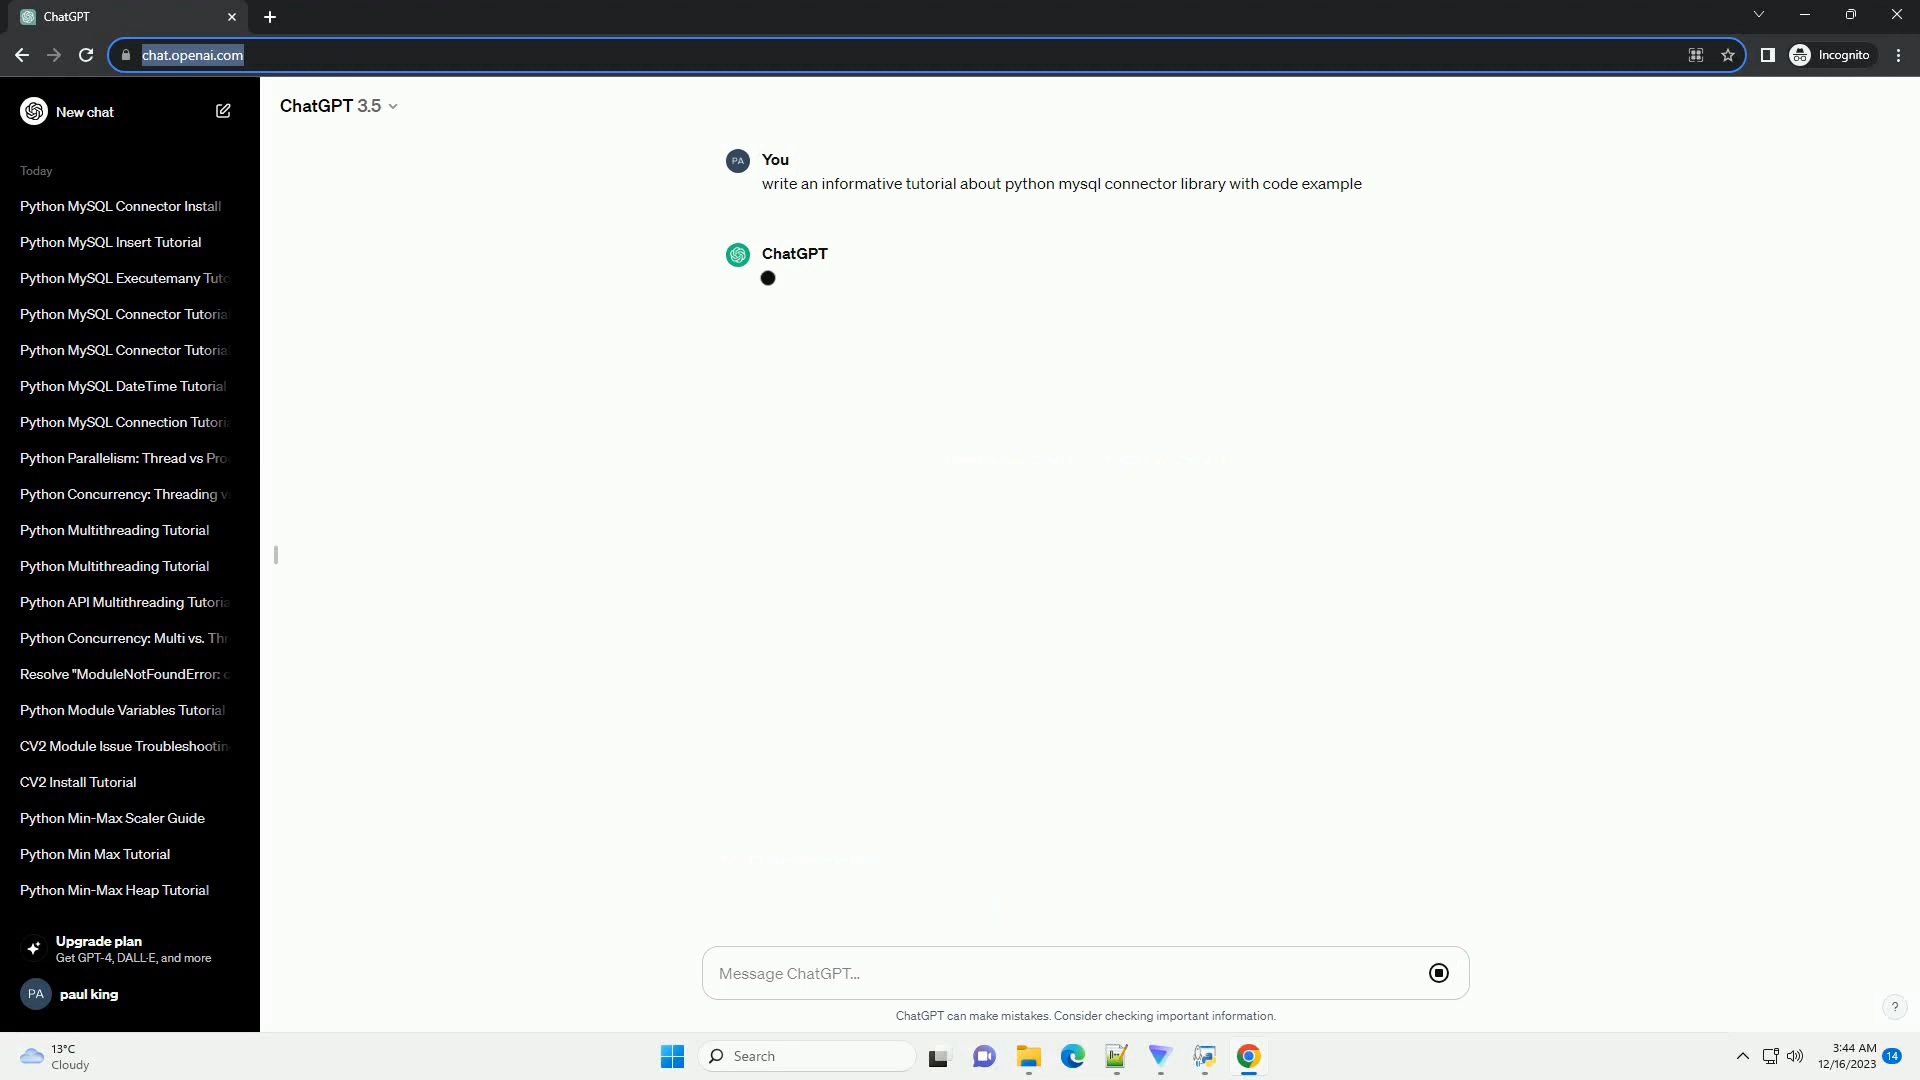 ChatGPT
chat.openai.com
Incognito
New chat
Today
Python MySQL Connector Install
Python MySQL Insert Tutorial
Python MySQL Executemany Tuto
Python MySQL Connector Tutorial
Python MySQL Connector Tutorial
Python MySQL DateTime Tutorial
Python MySQL Connection Tutoria
Python Parallelism: Thread vs Pro
Python Concurrency: Threading v
Python Multithreading Tutorial
Python Multithreading Tutorial
Python API Multithreading Tutoria
Python Concurrency: Multi vs. Thr
Resolve "ModuleNotFoundError: c
Python Module Variables Tutorial
CV2 Module Issue Troubleshootin
CV2 Install Tutorial
Python Min-Max Scaler Guide
Python Min Max Tutorial
Python Min-Max Heap Tutorial
Upgrade plan
Get GPT-4, DALL·E, and more
PA
paul king
ChatGPT 3.5
PA
You
write an informative tutorial about python mysql connector library with code example
ChatGPT
Message ChatGPT...
ChatGPT can make mistakes. Consider checking important information.
?
13°C
Cloudy
Search
3:44 AM
12/16/2023
14